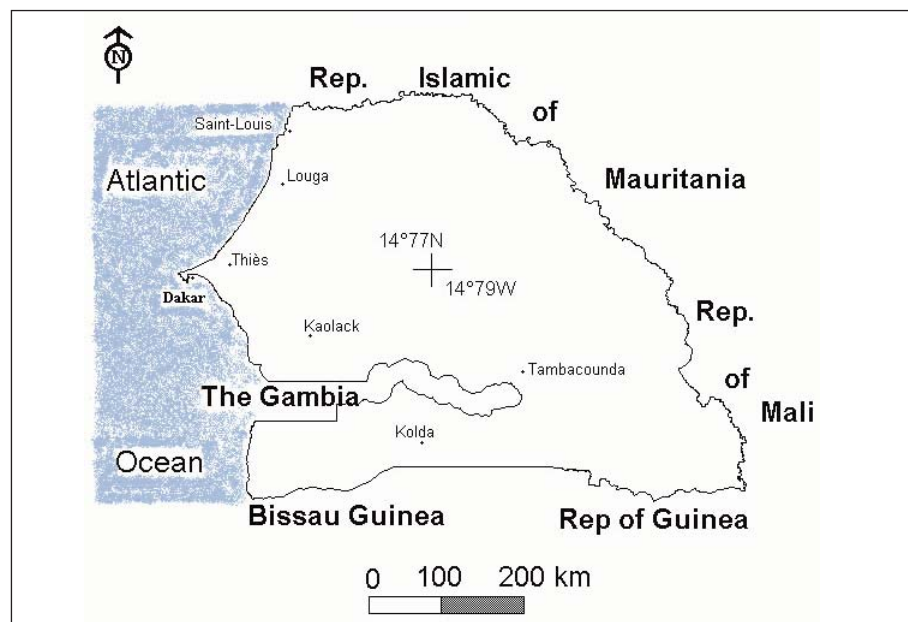 N
Rep. Islamic
of
Mauritania
Saint-Louis
Atlantic
Louga
14°77N
14°79W
Thiès
Dakar
Rep.
of
Mali
Kaolack
Tambacounda
The Gambia
Kolda
Ocean
Bissau Guinea
Rep of Guinea
0 100 200 km